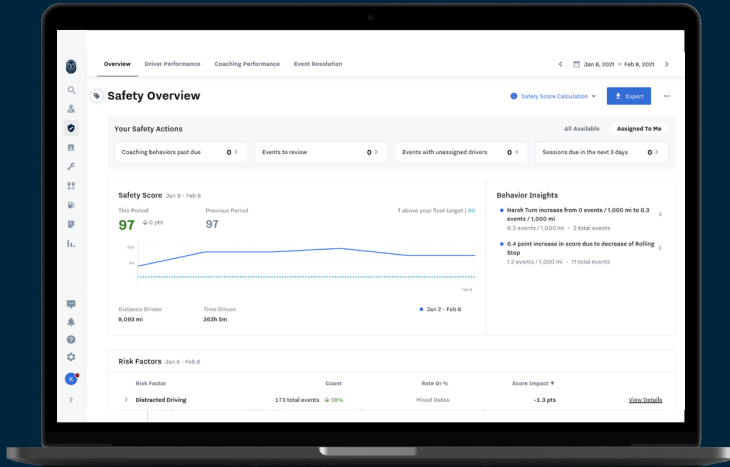 Overview Driver Performance Coaching Performance Event Resolution Jan 8, 2021 → Feb 8, 2021
Safety Overview Safety Score Calculation Export
Your Safety Actions All Available Assigned To Me
Coaching behaviors past due 0 Events to review 0 Events with unassigned drivers 0 Sessions due in the next 3 days 0
Safety Score Jan 8 - Feb 8
This Period Previous Period 7 above your fleet target | 90
97 0 pts 97
100
Feb 8
Distance Driven Time Driven Jan 2 - Feb 8
9,093 mi 263h 5m
Behavior Insights
Harsh Turn increase from 0 events / 1,000 mi to 0.3
events / 1,000 mi
0.3 events / 1,000 mi • 3 total events
0.4 point increase in score due to decrease of Rolling
Stop
1.2 events / 1,000 mi • 11 total events
Risk Factors Jan 8 - Feb 8
Risk Factor Count Rate Or % Score Impact
Distracted Driving 173 total events 38% Mixed Rates -1.3 pts View Details
K